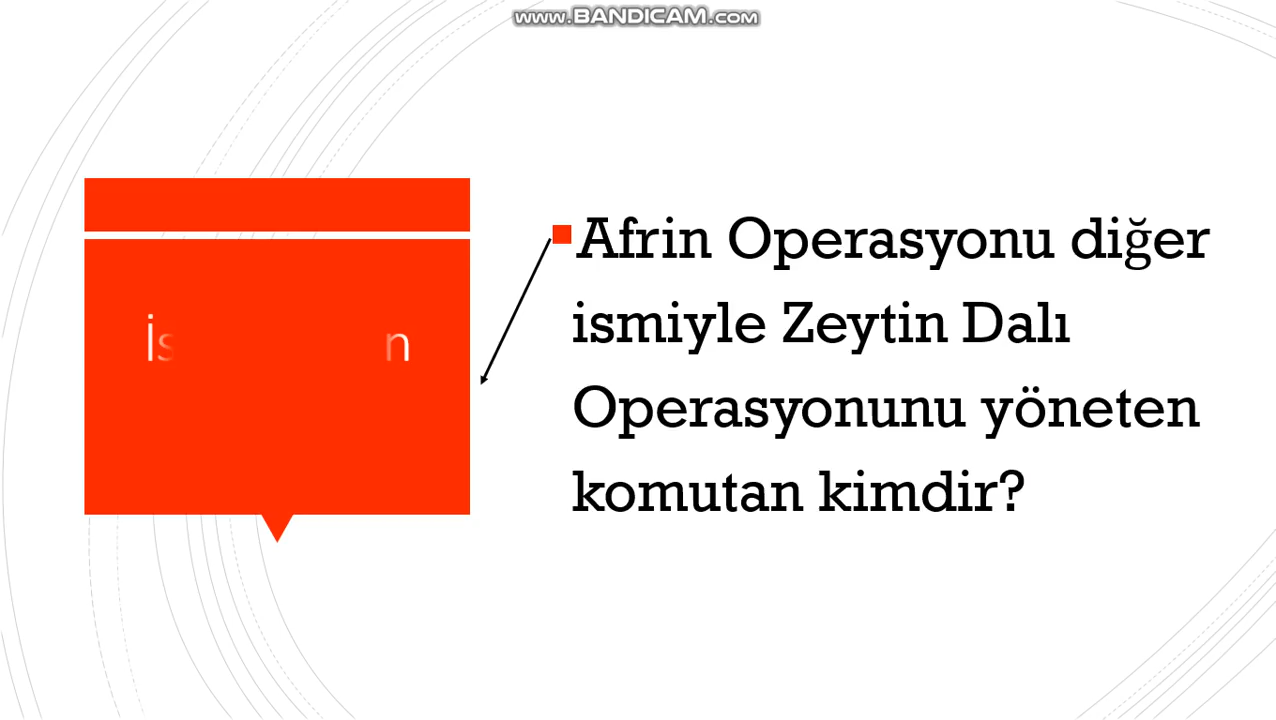 www.BANDICAM.com
Afrin Operasyonu diğer
ismiyle Zeytin Dalı
Operasyonunu yöneten
komutan kimdir?